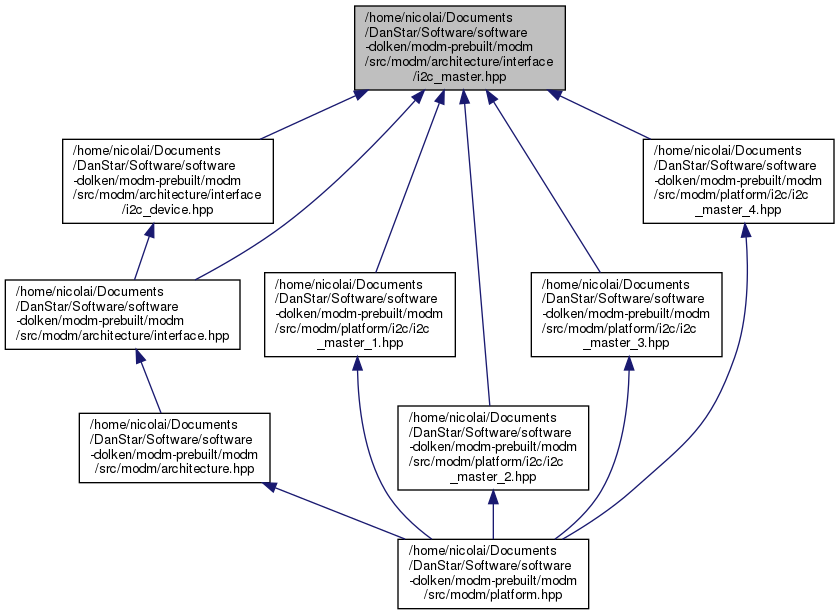 /home/nicolai/Documents
/DanStar/Software/software
-dolken/modm-prebuilt/modm
/src/modm/architecture/interface
/i2c_master.hpp
/home/nicolai/Documents
/DanStar/Software/software
-dolken/modm-prebuilt/modm
/src/modm/architecture/interface
/i2c_device.hpp
/home/nicolai/Documents
/DanStar/Software/software
-dolken/modm-prebuilt/modm
/src/modm/platform/i2c/i2c
_master_4.hpp
/home/nicolai/Documents
/DanStar/Software/software
-dolken/modm-prebuilt/modm
/src/modm/architecture/interface.hpp
/home/nicolai/Documents
/DanStar/Software/software
-dolken/modm-prebuilt/modm
/src/modm/platform/i2c/i2c
_master_1.hpp
/home/nicolai/Documents
/DanStar/Software/software
-dolken/modm-prebuilt/modm
/src/modm/platform/i2c/i2c
_master_3.hpp
/home/nicolai/Documents
/DanStar/Software/software
-dolken/modm-prebuilt/modm
/src/modm/architecture.hpp
/home/nicolai/Documents
/DanStar/Software/software
-dolken/modm-prebuilt/modm
/src/modm/platform/i2c/i2c
_master_2.hpp
/home/nicolai/Documents
/DanStar/Software/software
-dolken/modm-prebuilt/modm
/src/modm/platform.hpp